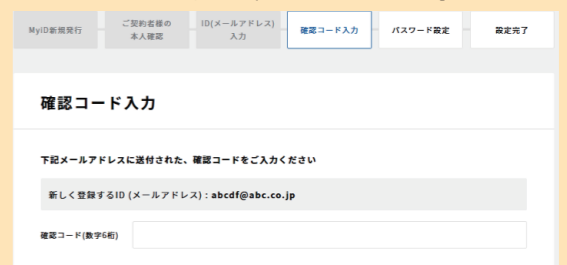 MyID新規発行
ご契約者様の
本人確認
ID(メールアドレス)
入力
確認コード入力
パスワード設定
設定完了
確認コード入力
下記メールアドレスに送付された、確認コードをご入力ください
新しく登録するID (メールアドレス) : abcdf@abc.co.jp
確認コード(数字6桁)